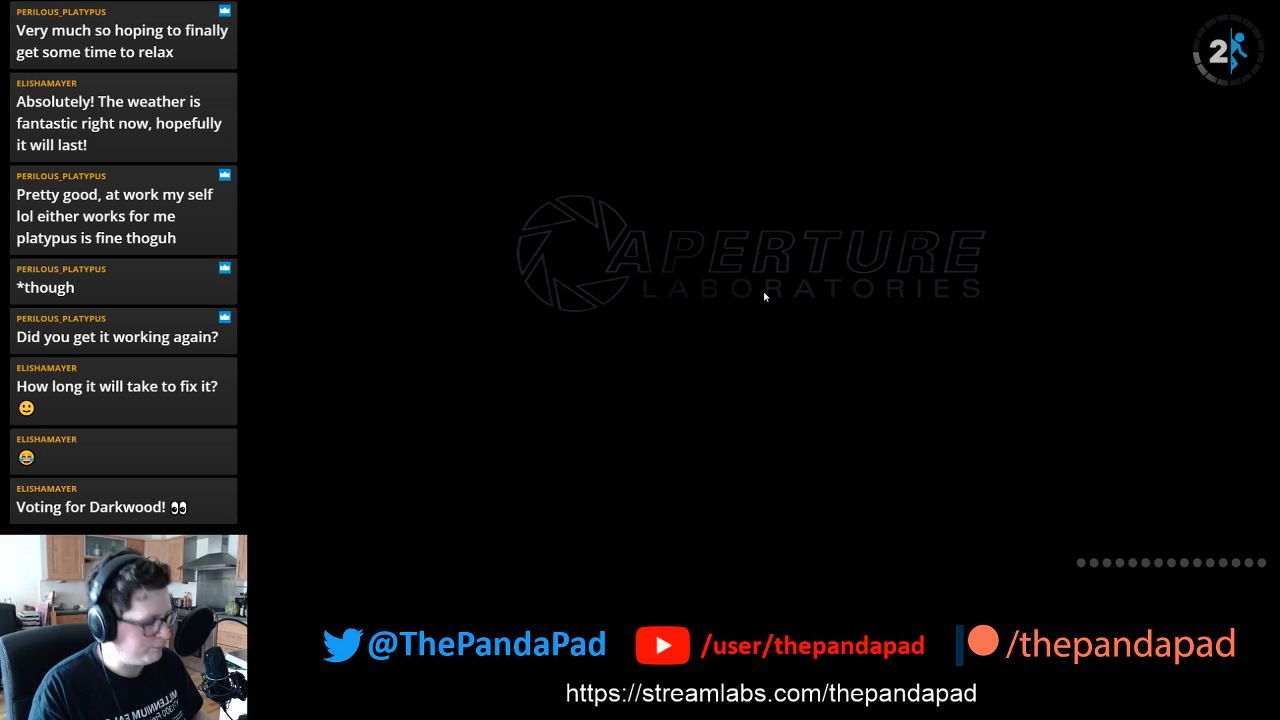 PERILOUS_PLATYPUS
Very much so hoping to finally
get some time to relax
ELISHAMAYER
Absolutely! The weather is
fantastic right now, hopefully
it will last!
PERILOUS_PLATYPUS
Pretty good, at work my self
lol either works for me
platypus is fine thoguh
PERILOUS_PLATYPUS
*though
PERILOUS_PLATYPUS
Did you get it working again?
ELISHAMAYER
How long it will take to fix it?
🙂
ELISHAMAYER
😂
ELISHAMAYER
Voting for Darkwood! 👀
2
APERTURE
LABORATORIES
@ThePandaPad
/user/thepandapad
/thepandapad
https://streamlabs.com/thepandapad